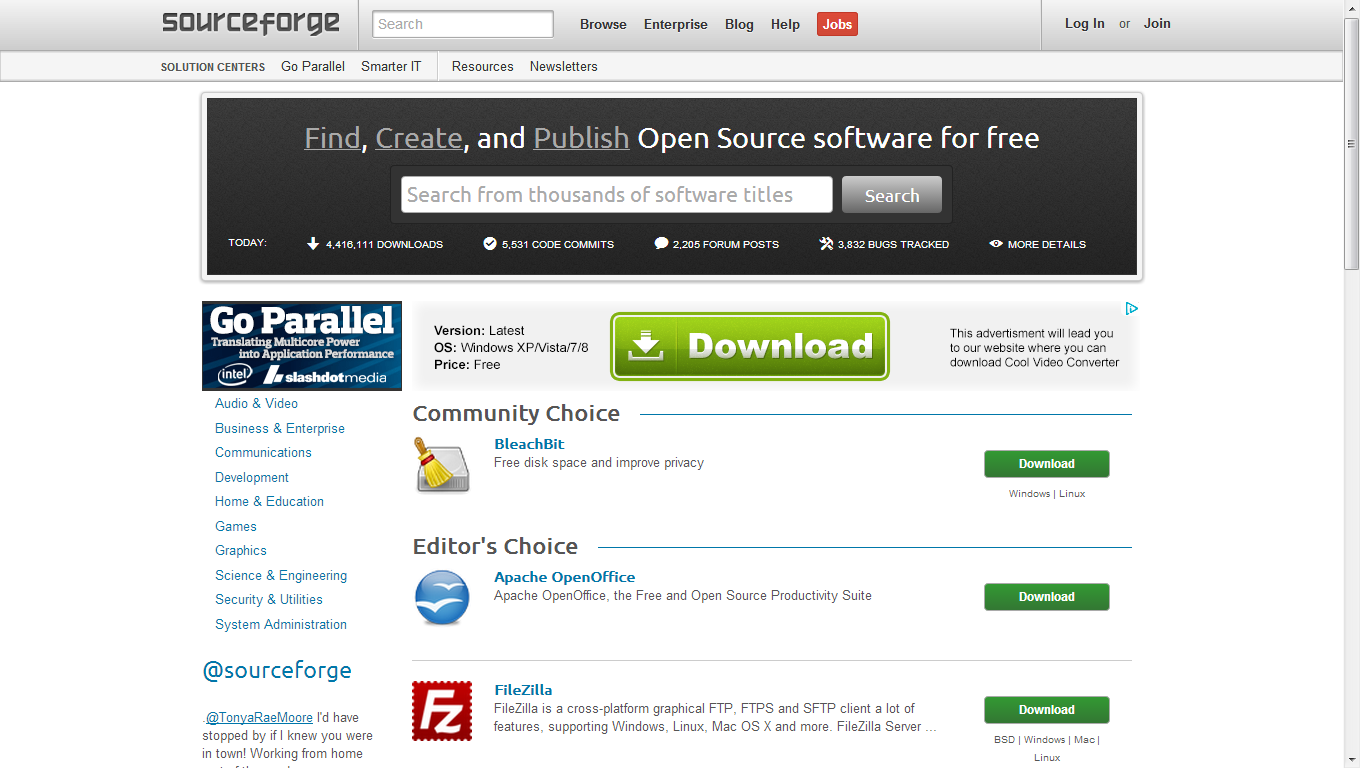 sourceforge
Search
Browse Enterprise Blog Help Jobs
Log In or Join
SOLUTION CENTERS Go Parallel Smarter IT Resources Newsletters
Find, Create, and Publish Open Source software for free
Search from thousands of software titles
Search
TODAY: 4,416,111 DOWNLOADS 5,531 CODE COMMITS 2,205 FORUM POSTS 3,832 BUGS TRACKED MORE DETAILS
Go Parallel
Translating Multicore Power
into Application Performance
intel slashdotmedia
Version: Latest
OS: Windows XP/Vista/7/8
Price: Free
Download
This advertisment will lead you
to our website where you can
download Cool Video Converter
Audio & Video
Business & Enterprise
Communications
Development
Home & Education
Games
Graphics
Science & Engineering
Security & Utilities
System Administration
@sourceforge
.@TonyaRaeMoore I'd have
stopped by if I knew you were
in town! Working from home
Community Choice
BleachBit
Free disk space and improve privacy
Download
Windows | Linux
Editor's Choice
Apache OpenOffice
Apache OpenOffice, the Free and Open Source Productivity Suite
Download
Fz
FileZilla
FileZilla is a cross-platform graphical FTP, FTPS and SFTP client a lot of
features, supporting Windows, Linux, Mac OS X and more. FileZilla Server ...
Download
BSD | Windows | Mac |
Linux